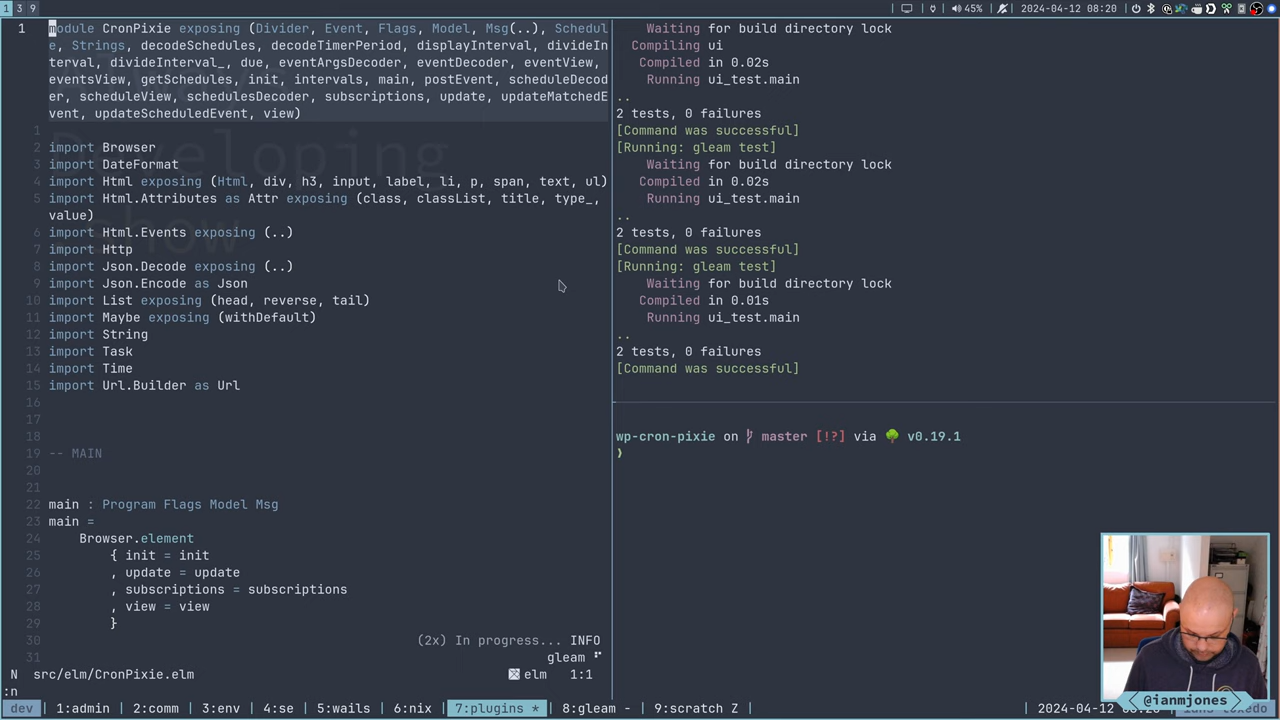 1 3 9
45% 2024-04-12 08:20
1 module CronPixie exposing (Divider, Event, Flags, Model, Msg(..), Schedul
e, Strings, decodeSchedules, decodeTimerPeriod, displayInterval, divideIn
terval, divideInterval_, due, eventArgsDecoder, eventDecoder, eventView,
eventsView, getSchedules, init, intervals, main, postEvent, scheduleDecod
er, scheduleView, schedulesDecoder, subscriptions, update, updateMatchedE
vent, updateScheduledEvent, view)
1
2 import Browser
3 import DateFormat
4 import Html exposing (Html, div, h3, input, label, li, p, span, text, ul)
5 import Html.Attributes as Attr exposing (class, classList, title, type_,
value)
6 import Html.Events exposing (..)
7 import Http
8 import Json.Decode exposing (..)
9 import Json.Encode as Json
10 import List exposing (head, reverse, tail)
11 import Maybe exposing (withDefault)
12 import String
13 import Task
14 import Time
15 import Url.Builder as Url
16
17
18
19 -- MAIN
20
21
22 main : Program Flags Model Msg
23 main =
24 Browser.element
25 { init = init
26 , update = update
27 , subscriptions = subscriptions
28 , view = view
29 }
30 (2x) In progress... INFO
31 gleam
N src/elm/CronPixie.elm elm 1:1
:n
Waiting for build directory lock
Compiling ui
Compiled in 0.02s
Running ui_test.main
..
2 tests, 0 failures
[Command was successful]
[Running: gleam test]
Waiting for build directory lock
Compiled in 0.02s
Running ui_test.main
..
2 tests, 0 failures
[Command was successful]
[Running: gleam test]
Waiting for build directory lock
Compiled in 0.01s
Running ui_test.main
..
2 tests, 0 failures
[Command was successful]
wp-cron-pixie on master [!?] via v0.19.1
❯
@ianmjones
dev 1:admin 2:comm 3:env 4:se 5:wails 6:nix 7:plugins * 8:gleam - 9:scratch Z 2024-04-12